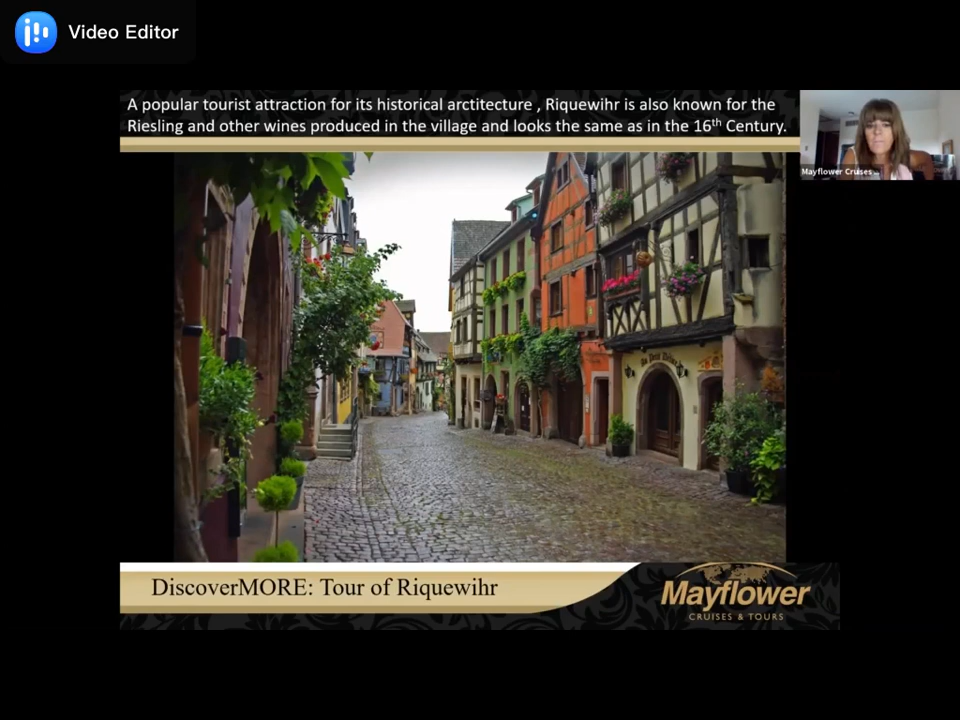 Video Editor
A popular tourist attraction for its historical arctitecture , Riquewihr is also known for the
Riesling and other wines produced in the village and looks the same as in the 16th Century.
Mayflower Cruises ...
DiscoverMORE: Tour of Riquewihr
Mayflower
CRUISES & TOURS